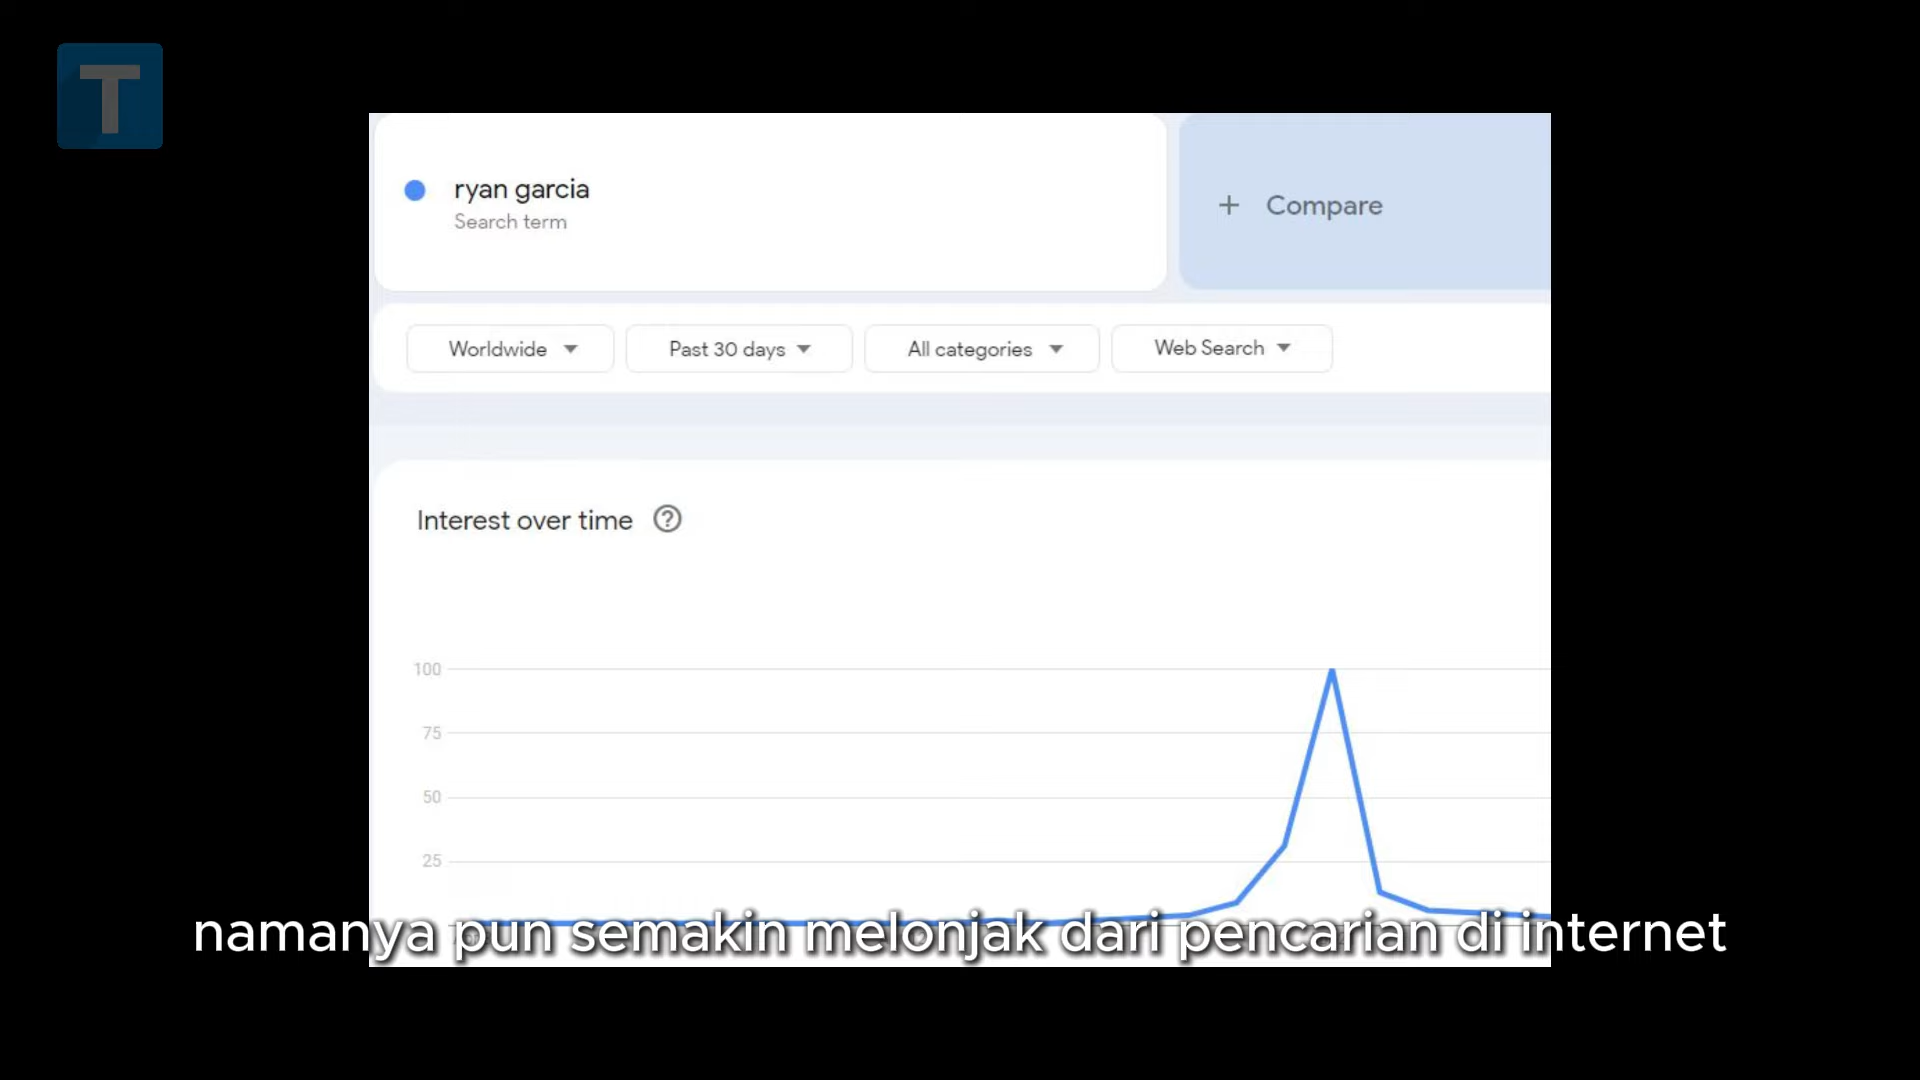 T
ryan garcia
Search term
+ Compare
Worldwide
Past 30 days
All categories
Web Search
Interest over time ?
100
75
50
25
namanya pun semakin melonjak dari pencarian di internet